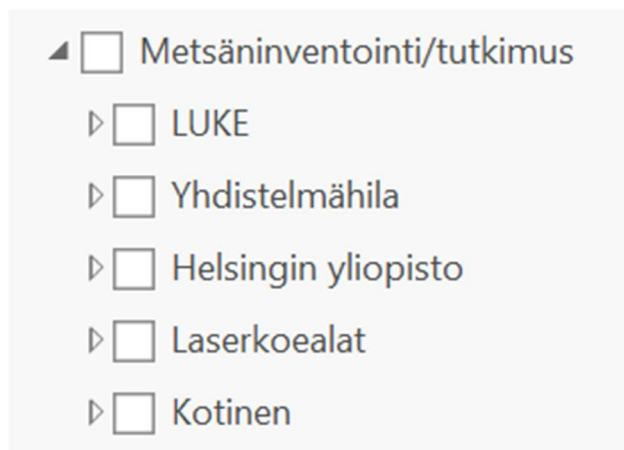 Metsäninventointi/tutkimus
LUKE
Yhdistelmähila
Helsingin yliopisto
Laserkoealat
Kotinen